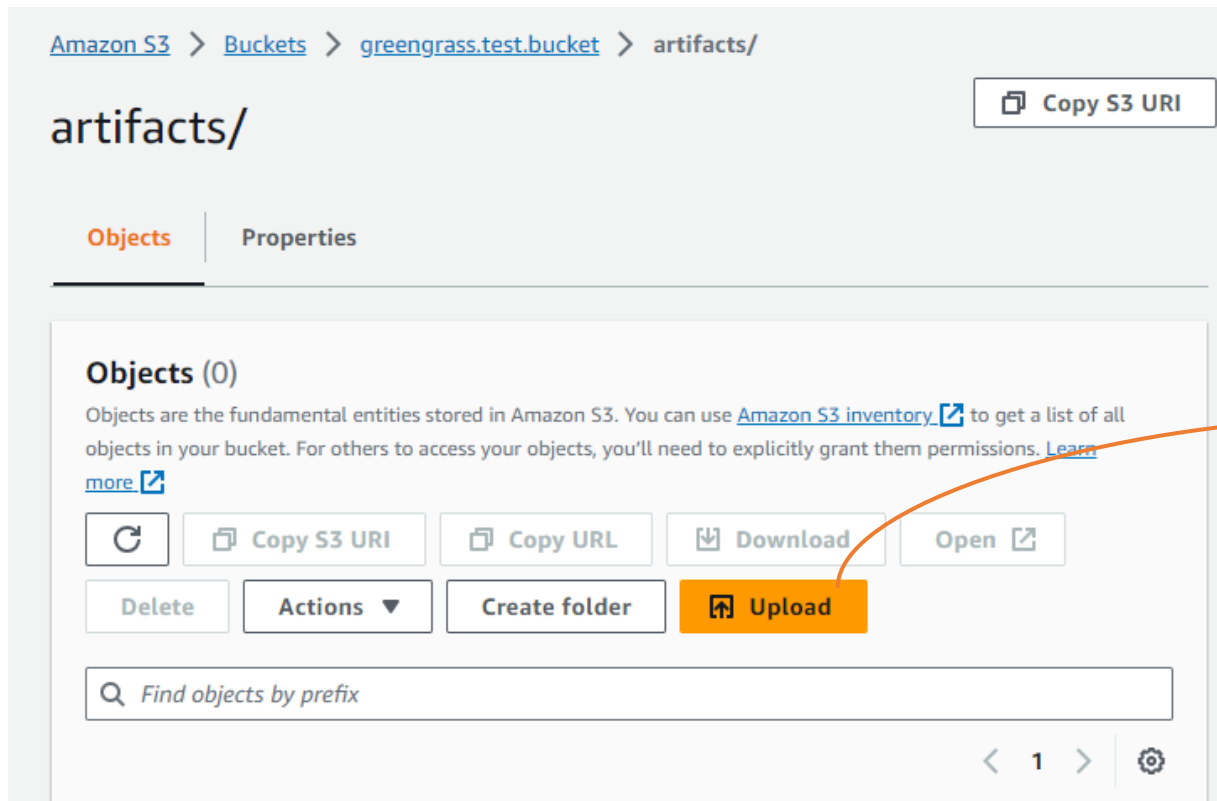 Amazon S3 > Buckets > greengrass.test.bucket > artifacts/
artifacts/
Copy S3 URI
Objects
Properties
Objects (0)
Objects are the fundamental entities stored in Amazon S3. You can use Amazon S3 inventory to get a list of all
objects in your bucket. For others to access your objects, you'll need to explicitly grant them permissions. Learn
more
Copy S3 URI
Copy URL
Download
Open
Delete
Actions
Create folder
Upload
Find objects by prefix
< 1 >